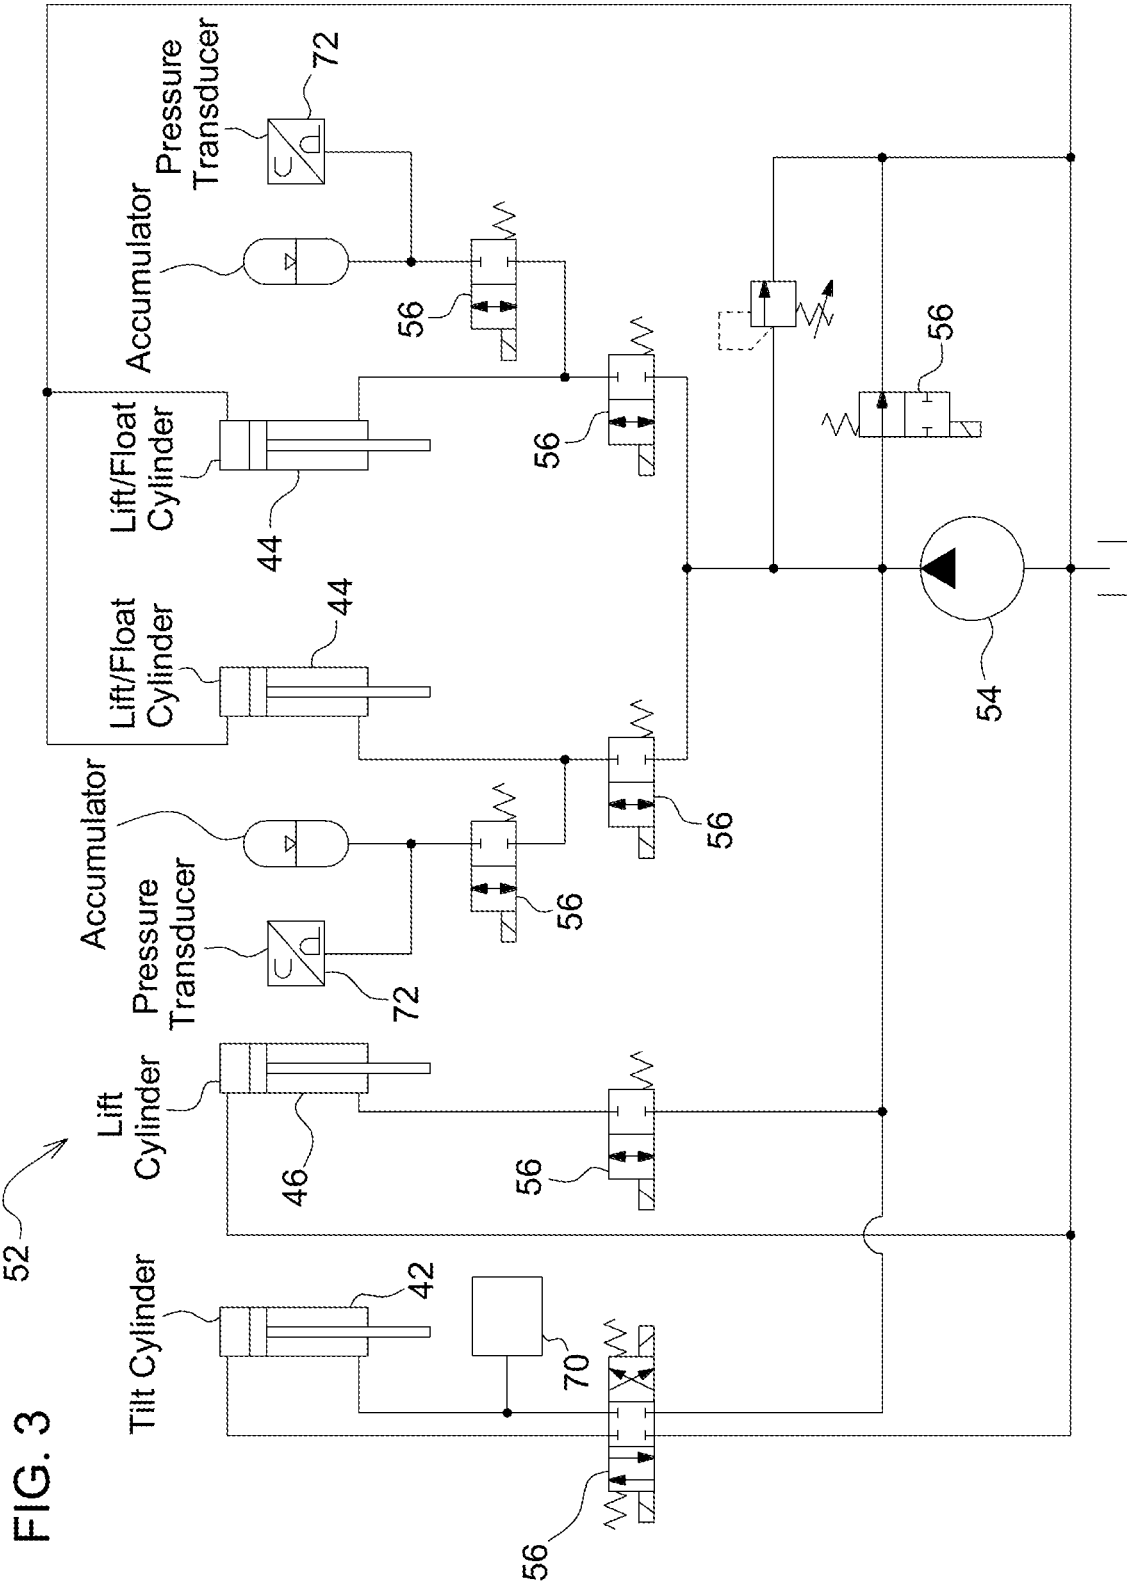 FIG. 3
52
Tilt Cylinder
42
70
56
Lift
Cylinder
46
56
Pressure
Transducer
72
Accumulator
56
56
Lift/Float
Cylinder
44
Lift/Float
Cylinder
44
56
Accumulator
56
Pressure
Transducer
72
54
56